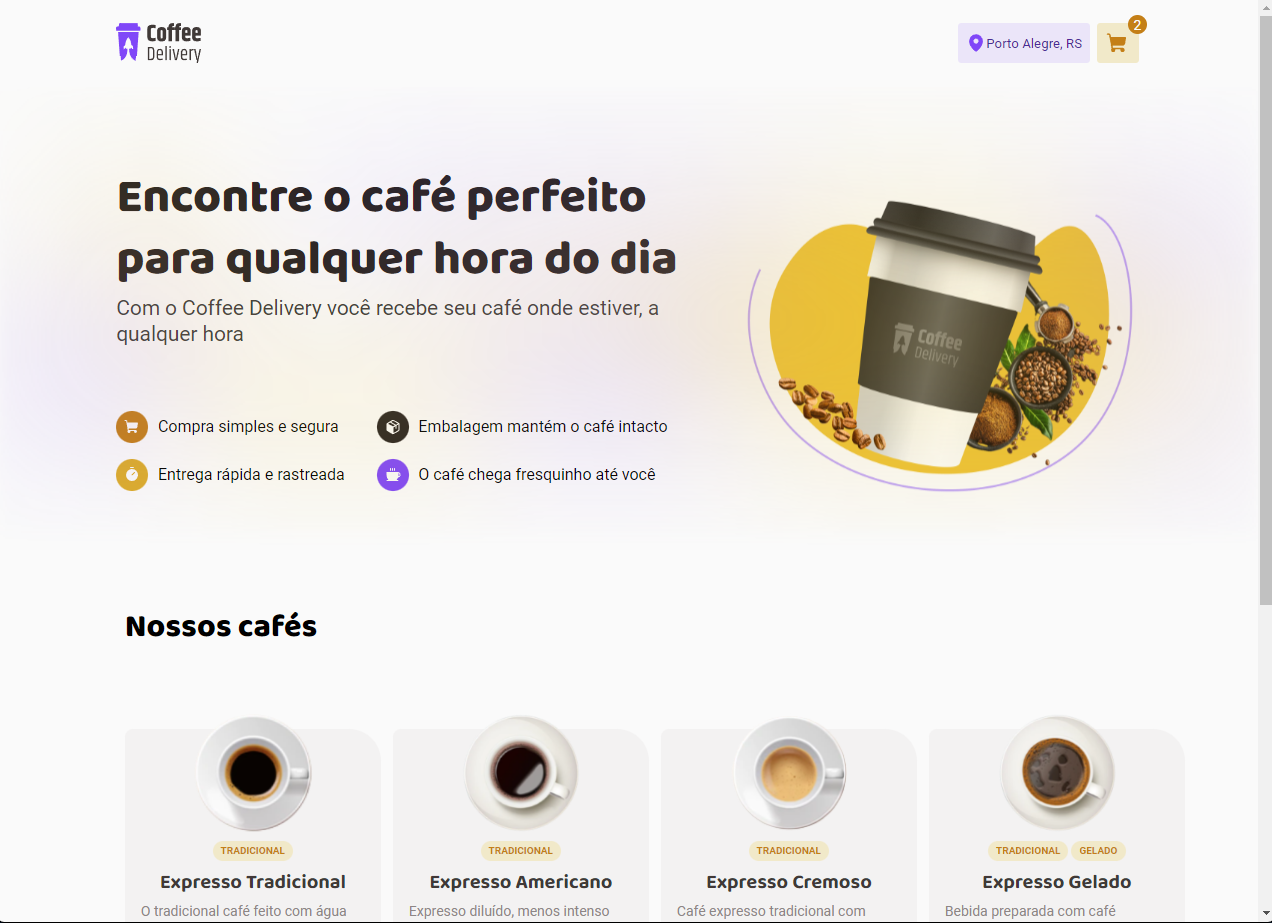 Coffee
Delivery
Porto Alegre, RS
2
Encontre o café perfeito
para qualquer hora do dia
Com o Coffee Delivery você recebe seu café onde estiver, a
qualquer hora
Coffee
Delivery
Compra simples e segura
Embalagem mantém o café intacto
Entrega rápida e rastreada
O café chega fresquinho até você
Nossos cafés
TRADICIONAL
Expresso Tradicional
O tradicional café feito com água
TRADICIONAL
Expresso Americano
Expresso diluído, menos intenso
TRADICIONAL
Expresso Cremoso
Café expresso tradicional com
TRADICIONAL GELADO
Expresso Gelado
Bebida preparada com café